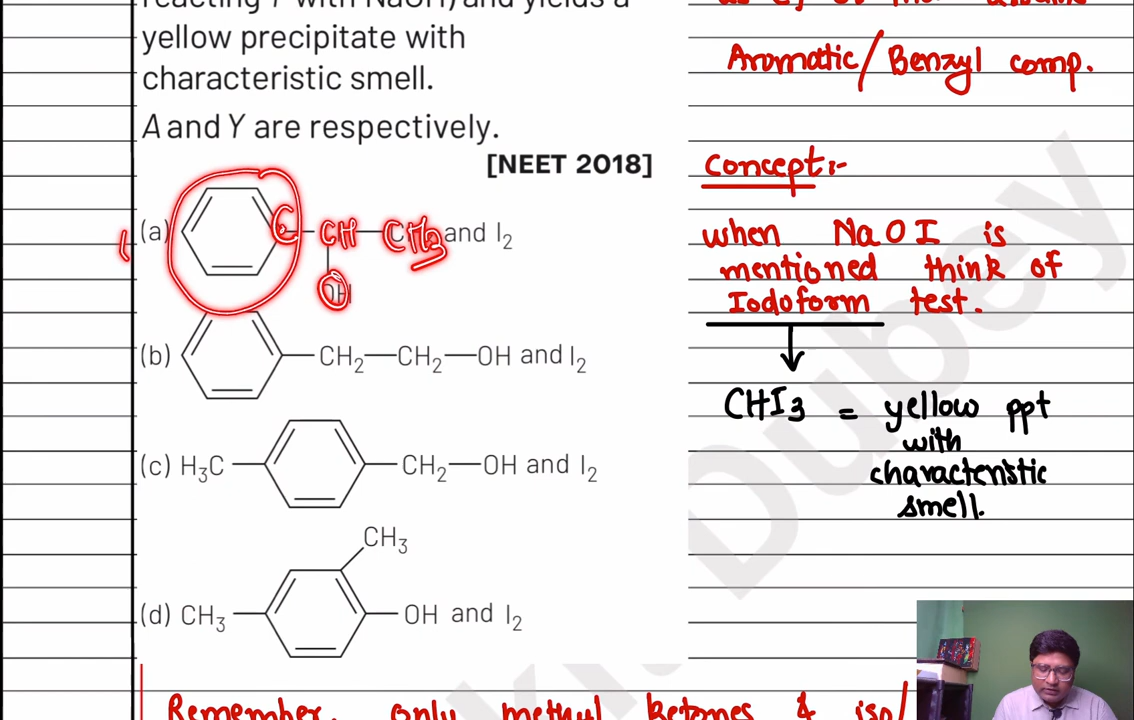 reacting Y with NaOH) and yields a
yellow precipitate with
characteristic smell.
A and Y are respectively.
[NEET 2018]
(a)
C
CH
CH3
and I2
OH
(b)
CH2—CH2—OH and I2
(c) H3C
CH2—OH and I2
CH3
(d) CH3
OH and I2
Remember, only methyl ketones & iso/
Aromatic/Benzyl comp.
Concept:-
when NaOI is
mentioned think of
Iodoform test.
CHI3 = yellow ppt
with
characteristic
smell.
Dubey